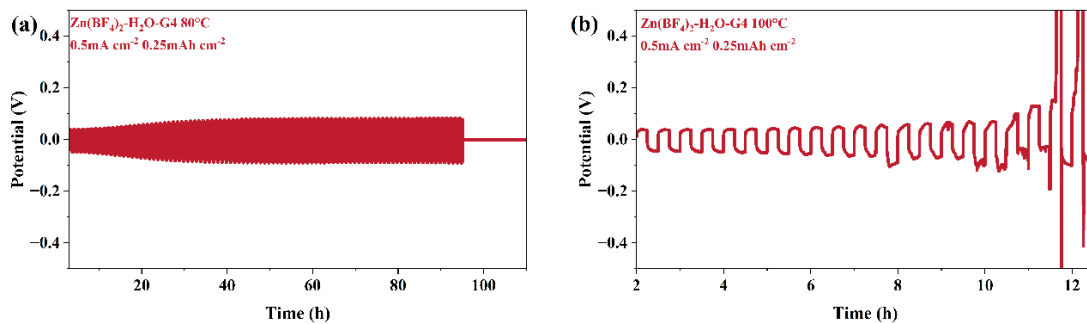 (a)
Zn(BF₄)₂-H₂O-G4 80°C
0.5mA cm⁻² 0.25mAh cm⁻²
Potential (V)
0.4
0.2
0.0
−0.2
−0.4
20 40 60 80 100
Time (h)
(b)
Zn(BF₄)₂-H₂O-G4 100°C
0.5mA cm⁻² 0.25mAh cm⁻²
Potential (V)
0.4
0.2
0.0
−0.2
−0.4
2 4 6 8 10 12
Time (h)